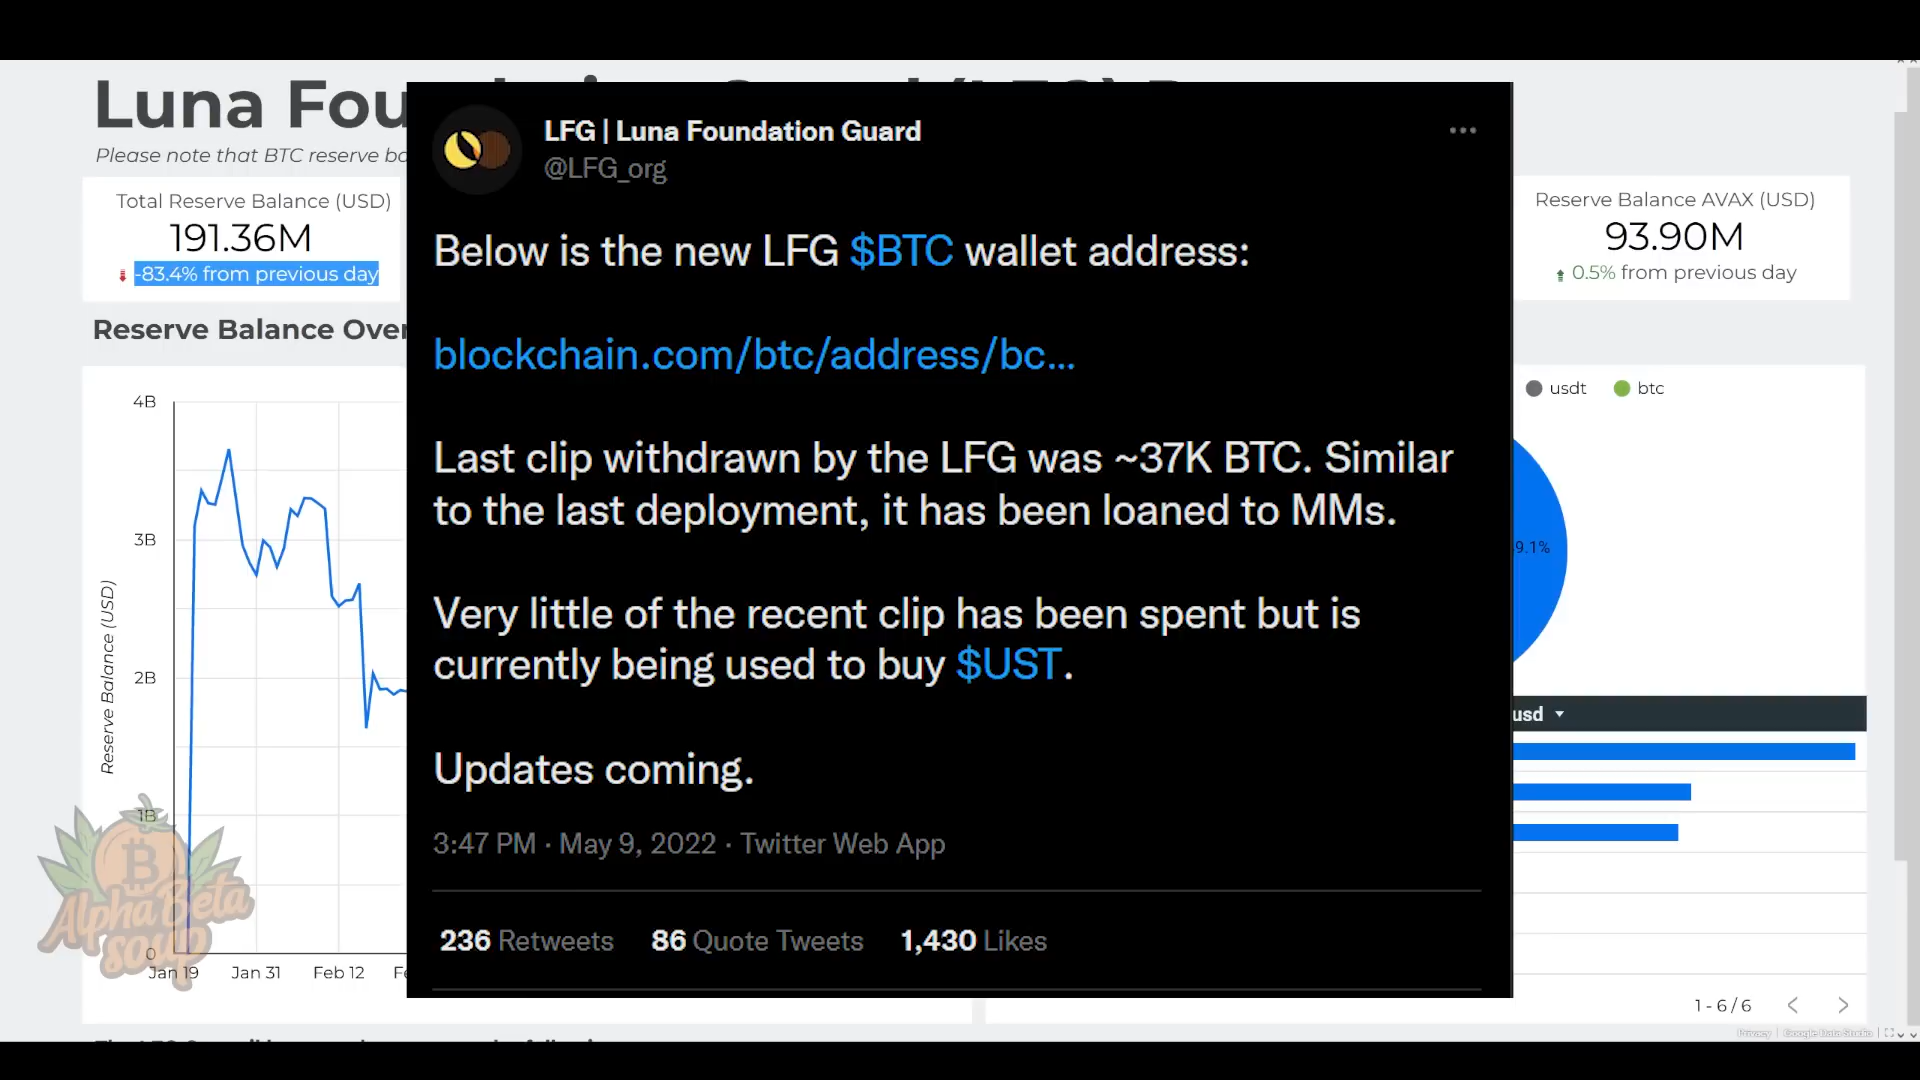 Luna Fou
Please note that BTC reserve
Total Reserve Balance (USD)
191.36M
-83.4% from previous day
Reserve Balance Over
4B
3B
2B
1B
0
Reserve Balance (USD)
Jan 19 Jan 31 Feb 12
LFG | Luna Foundation Guard
@LFG_org
Below is the new LFG $BTC wallet address:
blockchain.com/btc/address/bc...
Last clip withdrawn by the LFG was ~37K BTC. Similar
to the last deployment, it has been loaned to MMs.
Very little of the recent clip has been spent but is
currently being used to buy $UST.
Updates coming.
3:47 PM · May 9, 2022 · Twitter Web App
236 Retweets 86 Quote Tweets 1,430 Likes
Reserve Balance AVAX (USD)
93.90M
0.5% from previous day
usdt btc
9.1%
usd
1 - 6 / 6
Privacy Google Data Studio
AlphaBeta
soup